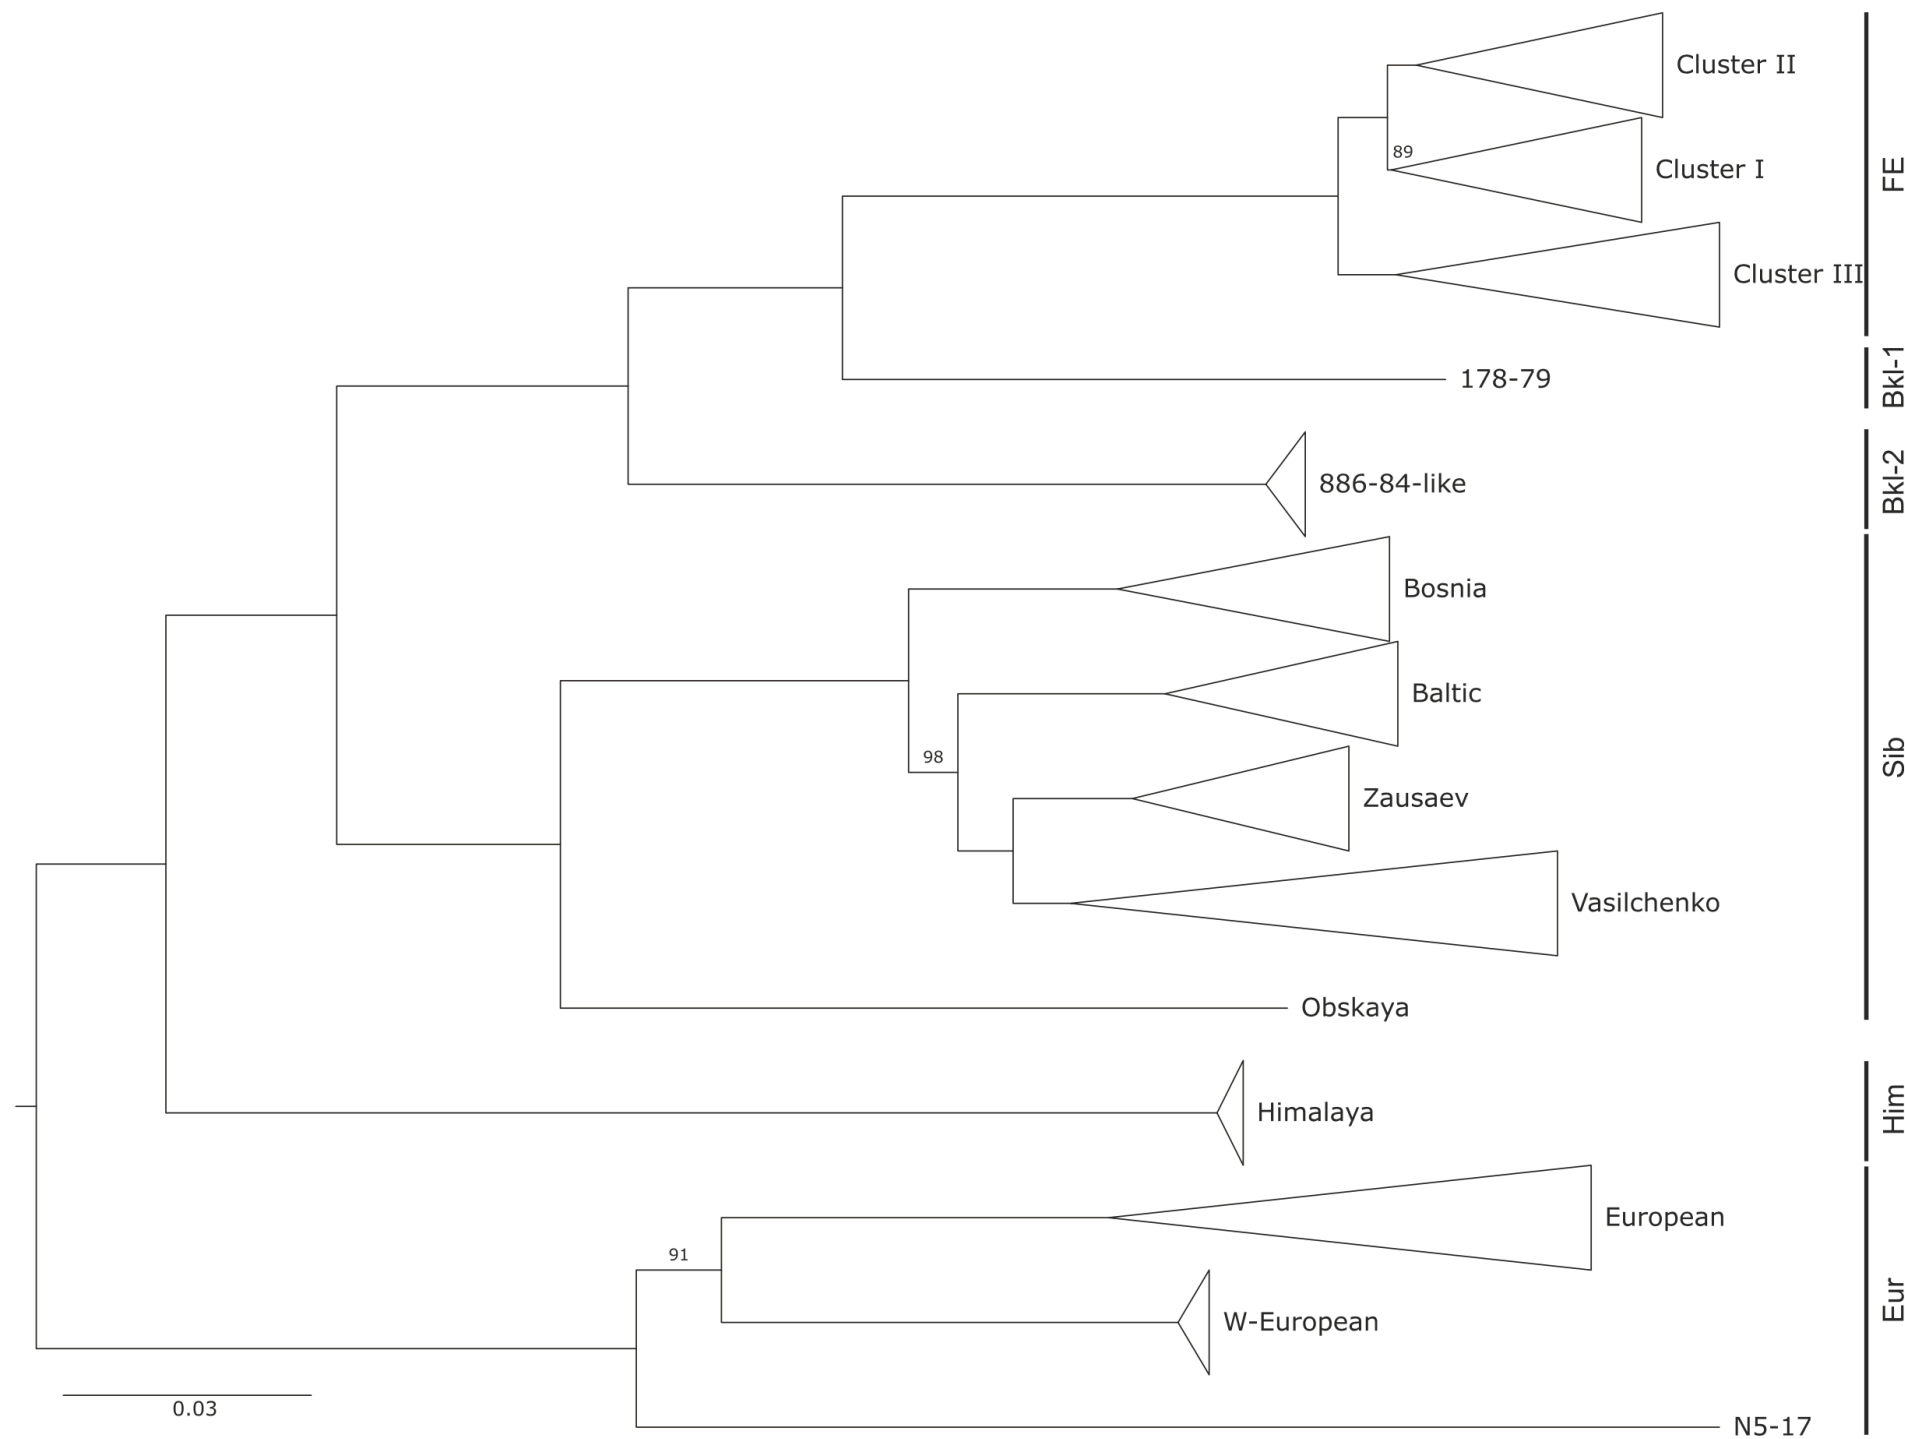 Cluster II
89
Cluster I
Cluster III
FE
178-79
Bkl-1
886-84-like
Bkl-2
Bosnia
Baltic
98
Zausaev
Vasilchenko
Obskaya
Sib
Himalaya
Him
European
91
W-European
Eur
0.03
N5-17